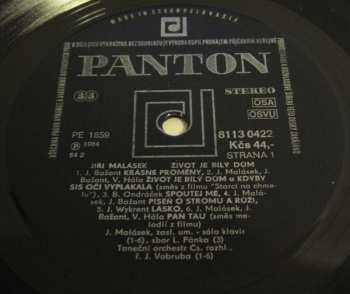 MADE IN CZECHOSLOVAKIA
PANTON
33
STEREO
OSA
OSVU
PE 1859
℗ 1984
84 2
8113 0422
Kčs 44,-
STRANA 1
JIŘÍ MALÁSEK ŽIVOT JE BÍLÝ DŮM
1. J. Bažant KRÁSNÉ PROMĚNY, 2. J. Malásek, J.
Bažant, V. Hála ŽIVOT JE BÍLÝ DŮM a KDYBY
SIS OČI VYPLAKALA (směs z filmu "Starci na chme-
lu"), 3. B. Ondráček SPOUTEJ MĚ, 4. J. Malá-
sek, J. Bažant PÍSEŇ O STROMU A RŮŽI,
5. J. Wykrent LÁSKO, 6. J. Malásek, J.
Bažant, V. Hála PAN TAU (směs me-
lodií z filmu)
J. Malásek, zasl. um. - sólo klavír
(1-6), sbor L. Pánka (3)
Taneční orchestr Čs. rozhl.,
ř. J. Vobruba (1-6)